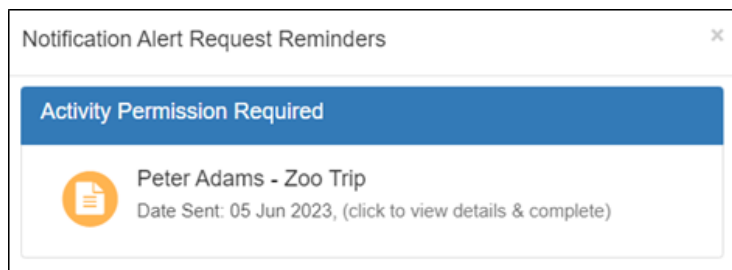 Notification Alert Request Reminders ×
Activity Permission Required
Peter Adams - Zoo Trip
Date Sent: 05 Jun 2023, (click to view details & complete)